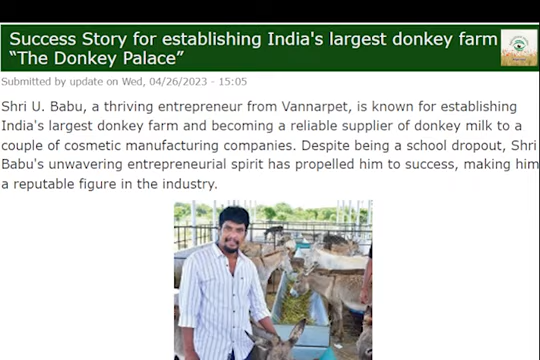 Success Story for establishing India's largest donkey farm
“The Donkey Palace”
Submitted by update on Wed, 04/26/2023 - 15:05
Shri U. Babu, a thriving entrepreneur from Vannarpet, is known for establishing
India's largest donkey farm and becoming a reliable supplier of donkey milk to a
couple of cosmetic manufacturing companies. Despite being a school dropout, Shri
Babu's unwavering entrepreneurial spirit has propelled him to success, making him
a reputable figure in the industry.